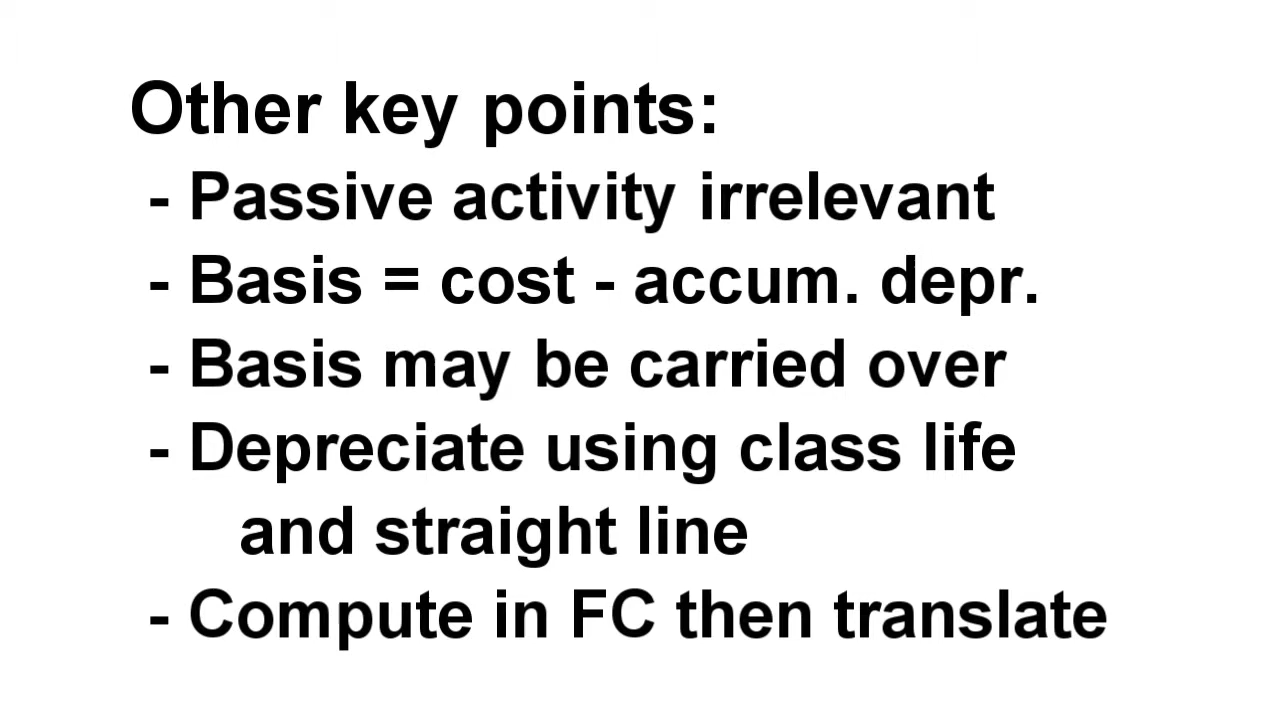 Other key points:
- Passive activity irrelevant
- Basis = cost - accum. depr.
- Basis may be carried over
- Depreciate using class life
and straight line
- Compute in FC then translate